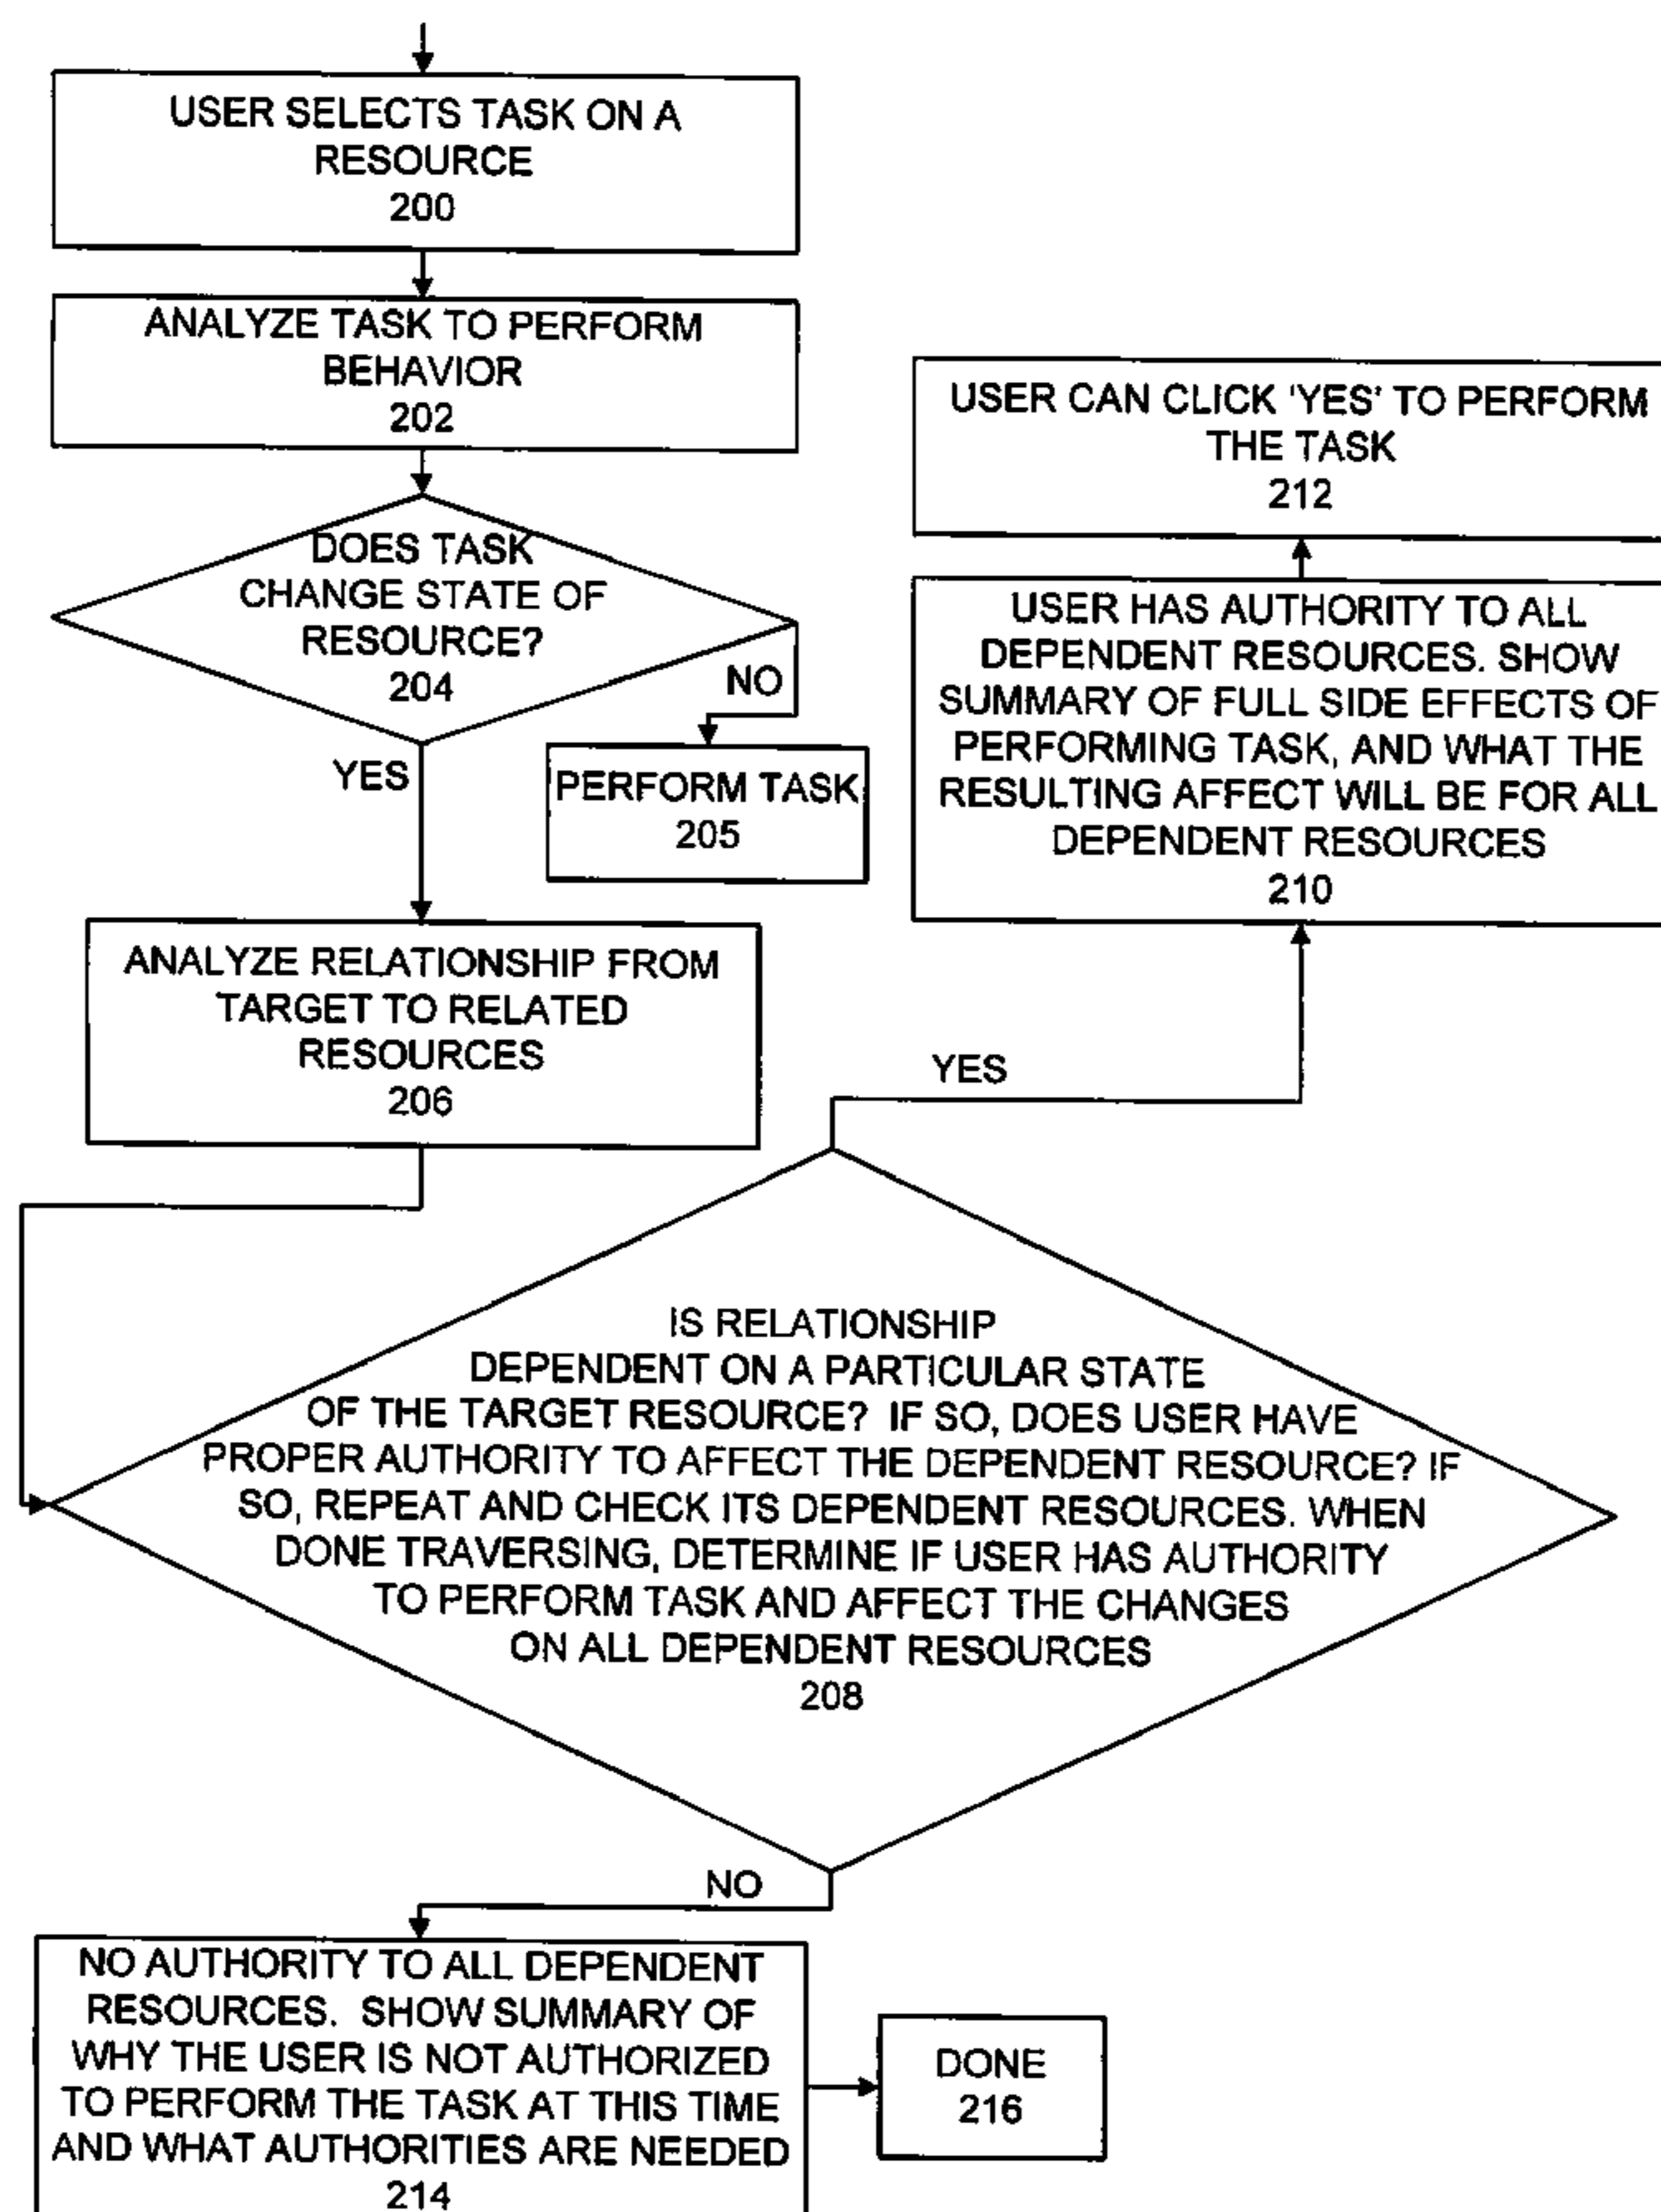 USER SELECTS TASK ON A
RESOURCE
200
ANALYZE TASK TO PERFORM
BEHAVIOR
202
DOES TASK
CHANGE STATE OF
RESOURCE?
204
NO
PERFORM TASK
205
YES
ANALYZE RELATIONSHIP FROM
TARGET TO RELATED
RESOURCES
206
USER CAN CLICK 'YES' TO PERFORM
THE TASK
212
USER HAS AUTHORITY TO ALL
DEPENDENT RESOURCES. SHOW
SUMMARY OF FULL SIDE EFFECTS OF
PERFORMING TASK, AND WHAT THE
RESULTING AFFECT WILL BE FOR ALL
DEPENDENT RESOURCES
210
YES
IS RELATIONSHIP
DEPENDENT ON A PARTICULAR STATE
OF THE TARGET RESOURCE? IF SO, DOES USER HAVE
PROPER AUTHORITY TO AFFECT THE DEPENDENT RESOURCE? IF
SO, REPEAT AND CHECK ITS DEPENDENT RESOURCES. WHEN
DONE TRAVERSING, DETERMINE IF USER HAS AUTHORITY
TO PERFORM TASK AND AFFECT THE CHANGES
ON ALL DEPENDENT RESOURCES
208
NO
NO AUTHORITY TO ALL DEPENDENT
RESOURCES. SHOW SUMMARY OF
WHY THE USER IS NOT AUTHORIZED
TO PERFORM THE TASK AT THIS TIME
AND WHAT AUTHORITIES ARE NEEDED
214
DONE
216